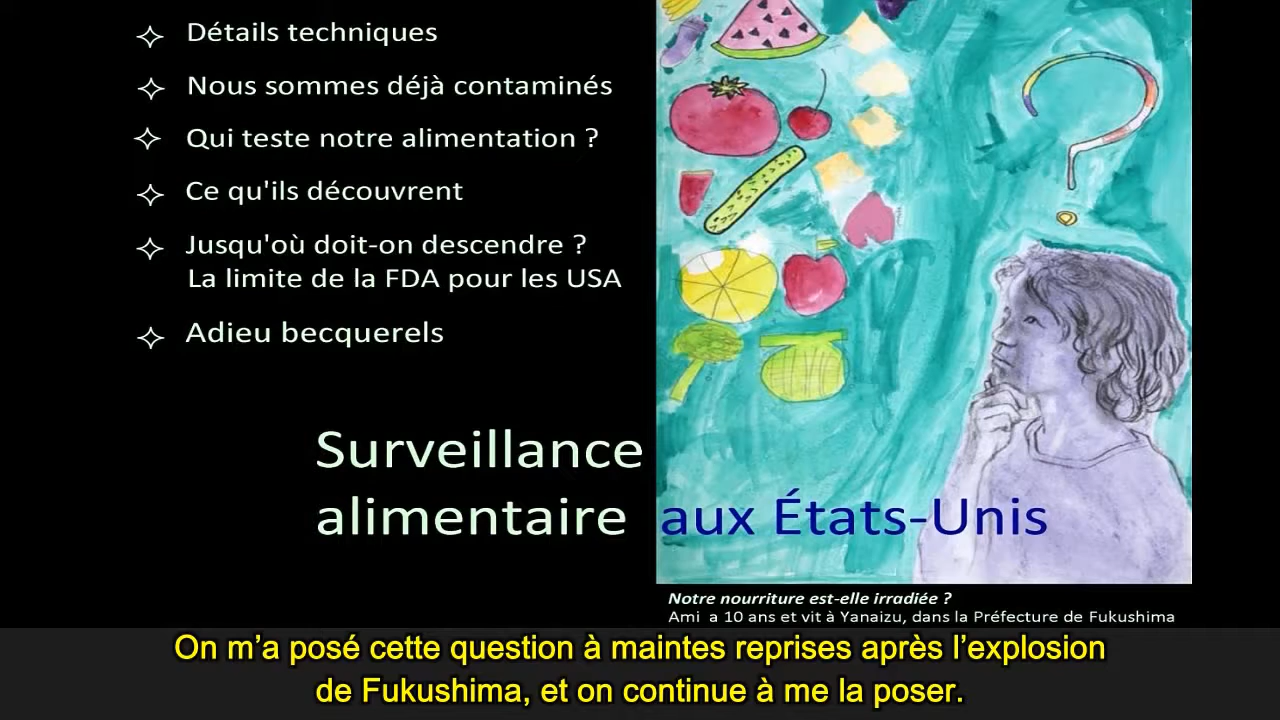 Détails techniques
Nous sommes déjà contaminés
Qui teste notre alimentation ?
Ce qu'ils découvrent
Jusqu'où doit-on descendre ?
La limite de la FDA pour les USA
Adieu becquerels
Surveillance
alimentaire aux États-Unis
Notre nourriture est-elle irradiée ?
Ami a 10 ans et vit à Yanaizu, dans la Préfecture de Fukushima
On m’a posé cette question à maintes reprises après l’explosion
de Fukushima, et on continue à me la poser.